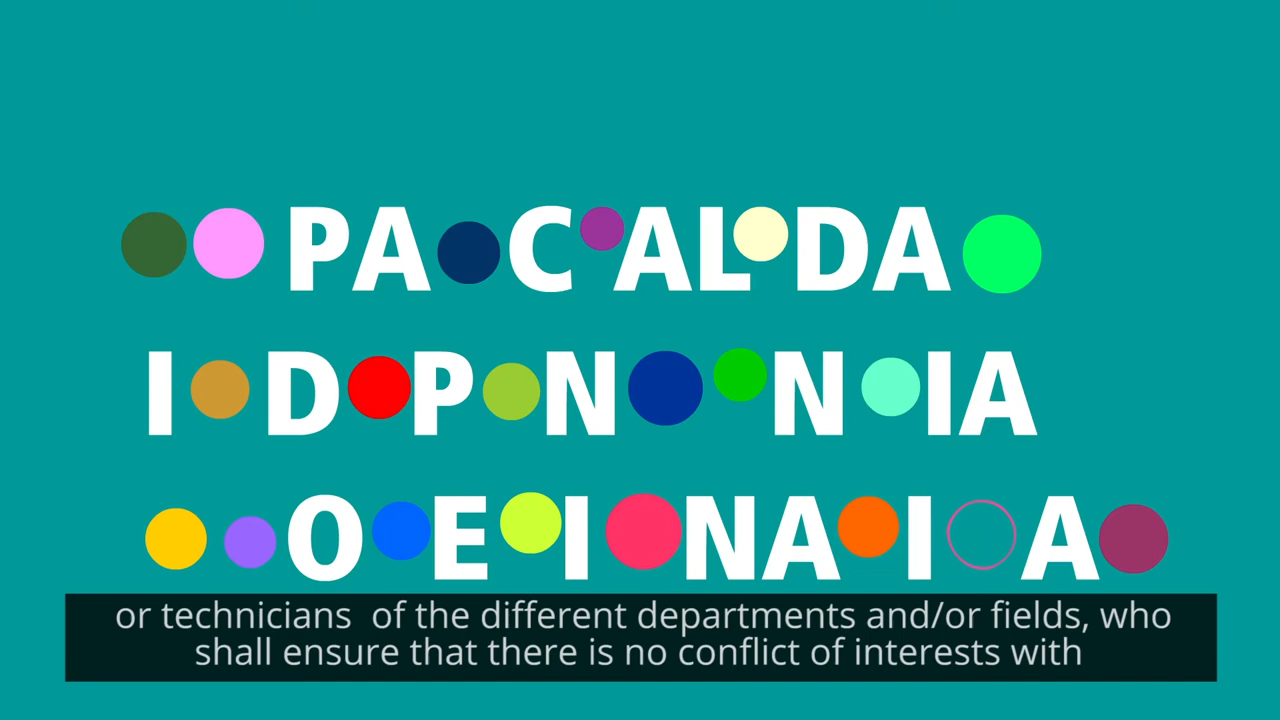 PA C AL DA
I D P N N IA
O E I NA I A
or technicians  of the different departments and/or fields, who
shall ensure that there is no conflict of interests with